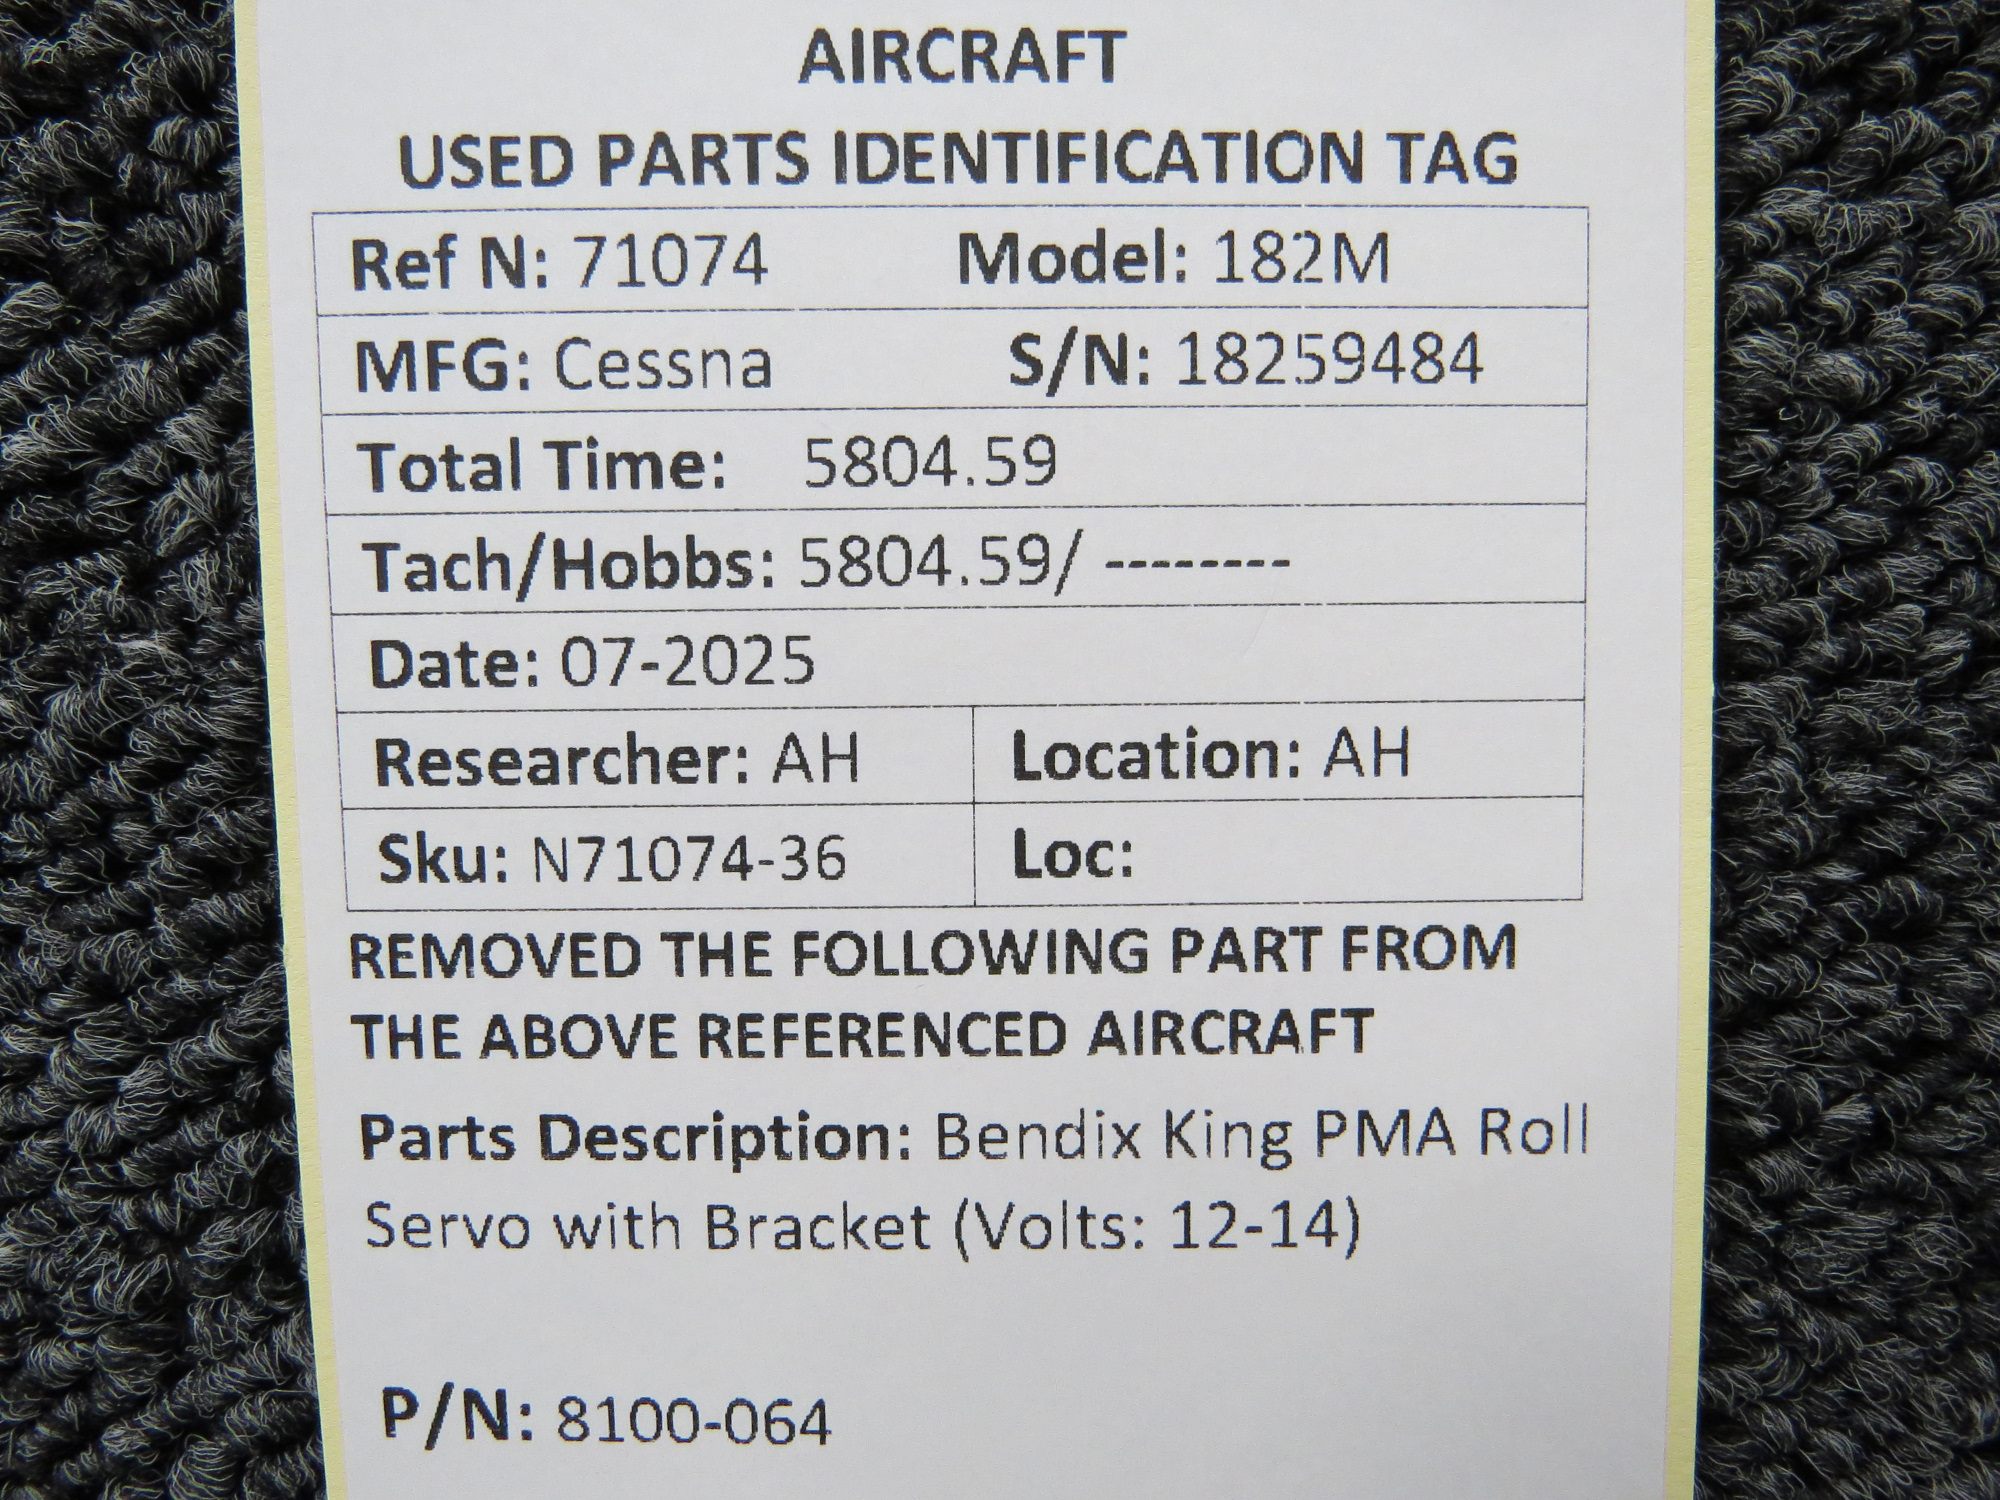 AIRCRAFT
USED PARTS IDENTIFICATION TAG
Ref N: 71074 Model: 182M
MFG: Cessna S/N: 18259484
Total Time: 5804.59
Tach/Hobbs: 5804.59/ --------
Date: 07-2025
Researcher: AH Location: AH
Sku: N71074-36 Loc:
REMOVED THE FOLLOWING PART FROM
THE ABOVE REFERENCED AIRCRAFT
Parts Description: Bendix King PMA Roll
Servo with Bracket (Volts: 12-14)
P/N: 8100-064